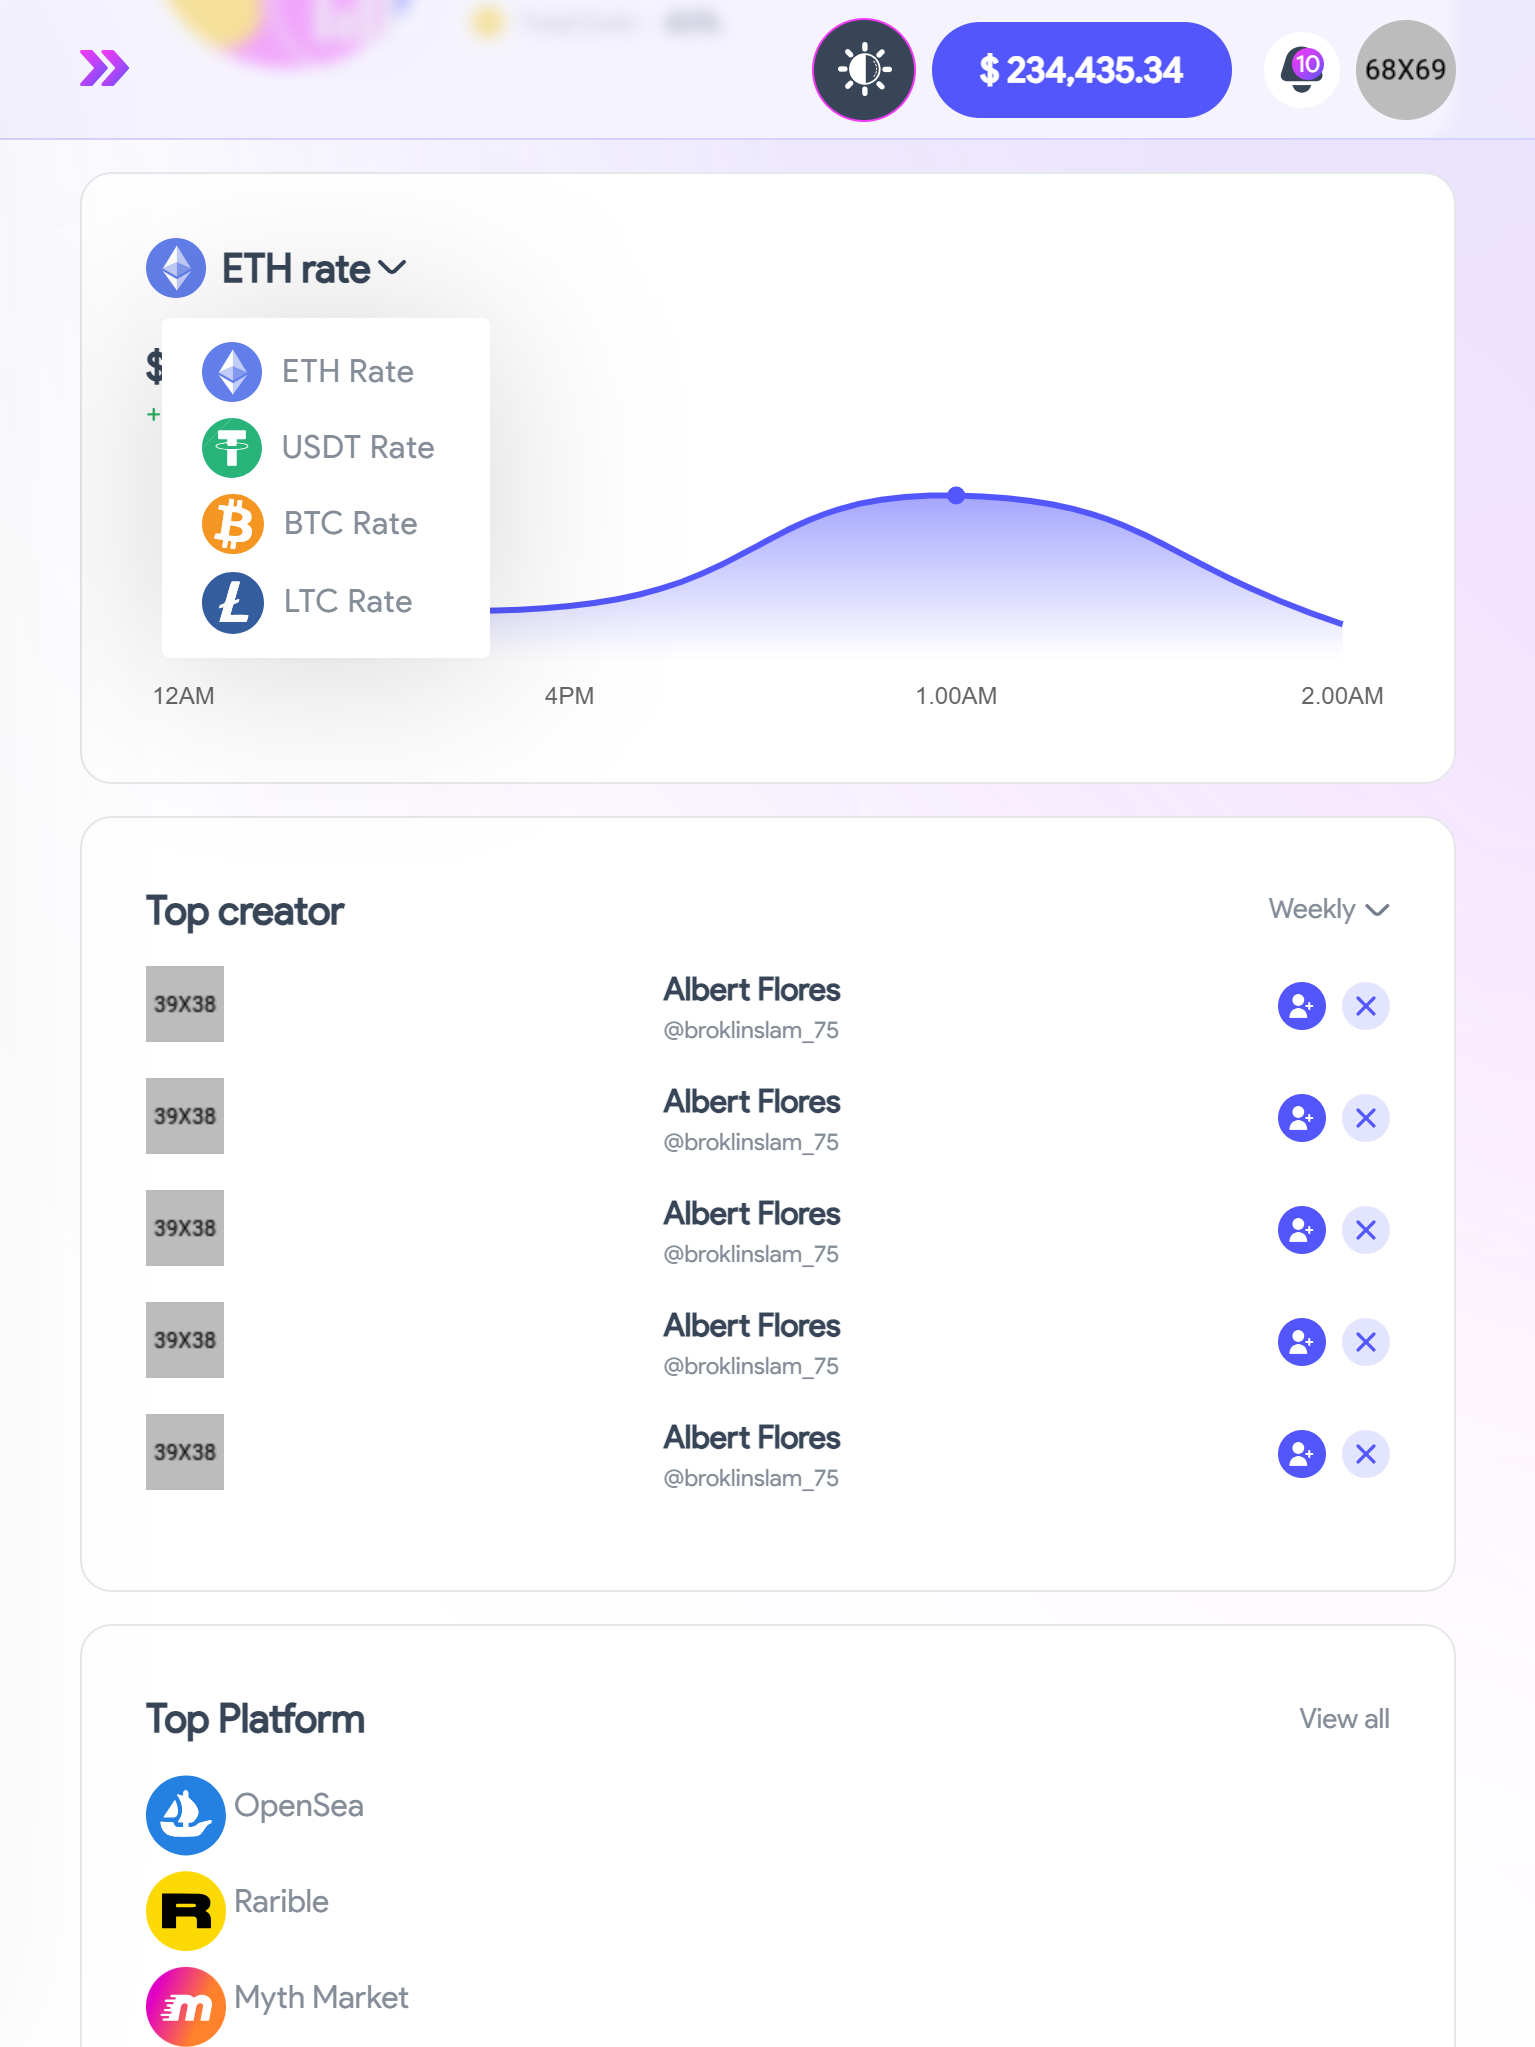 $ 234,435.34
10
68X69
ETH rate
$
+
ETH Rate
USDT Rate
BTC Rate
LTC Rate
12AM 4PM 1.00AM 2.00AM
Top creator
Weekly
39X38
Albert Flores
@broklinslam_75
39X38
Albert Flores
@broklinslam_75
39X38
Albert Flores
@broklinslam_75
39X38
Albert Flores
@broklinslam_75
39X38
Albert Flores
@broklinslam_75
Top Platform
View all
OpenSea
Rarible
Myth Market